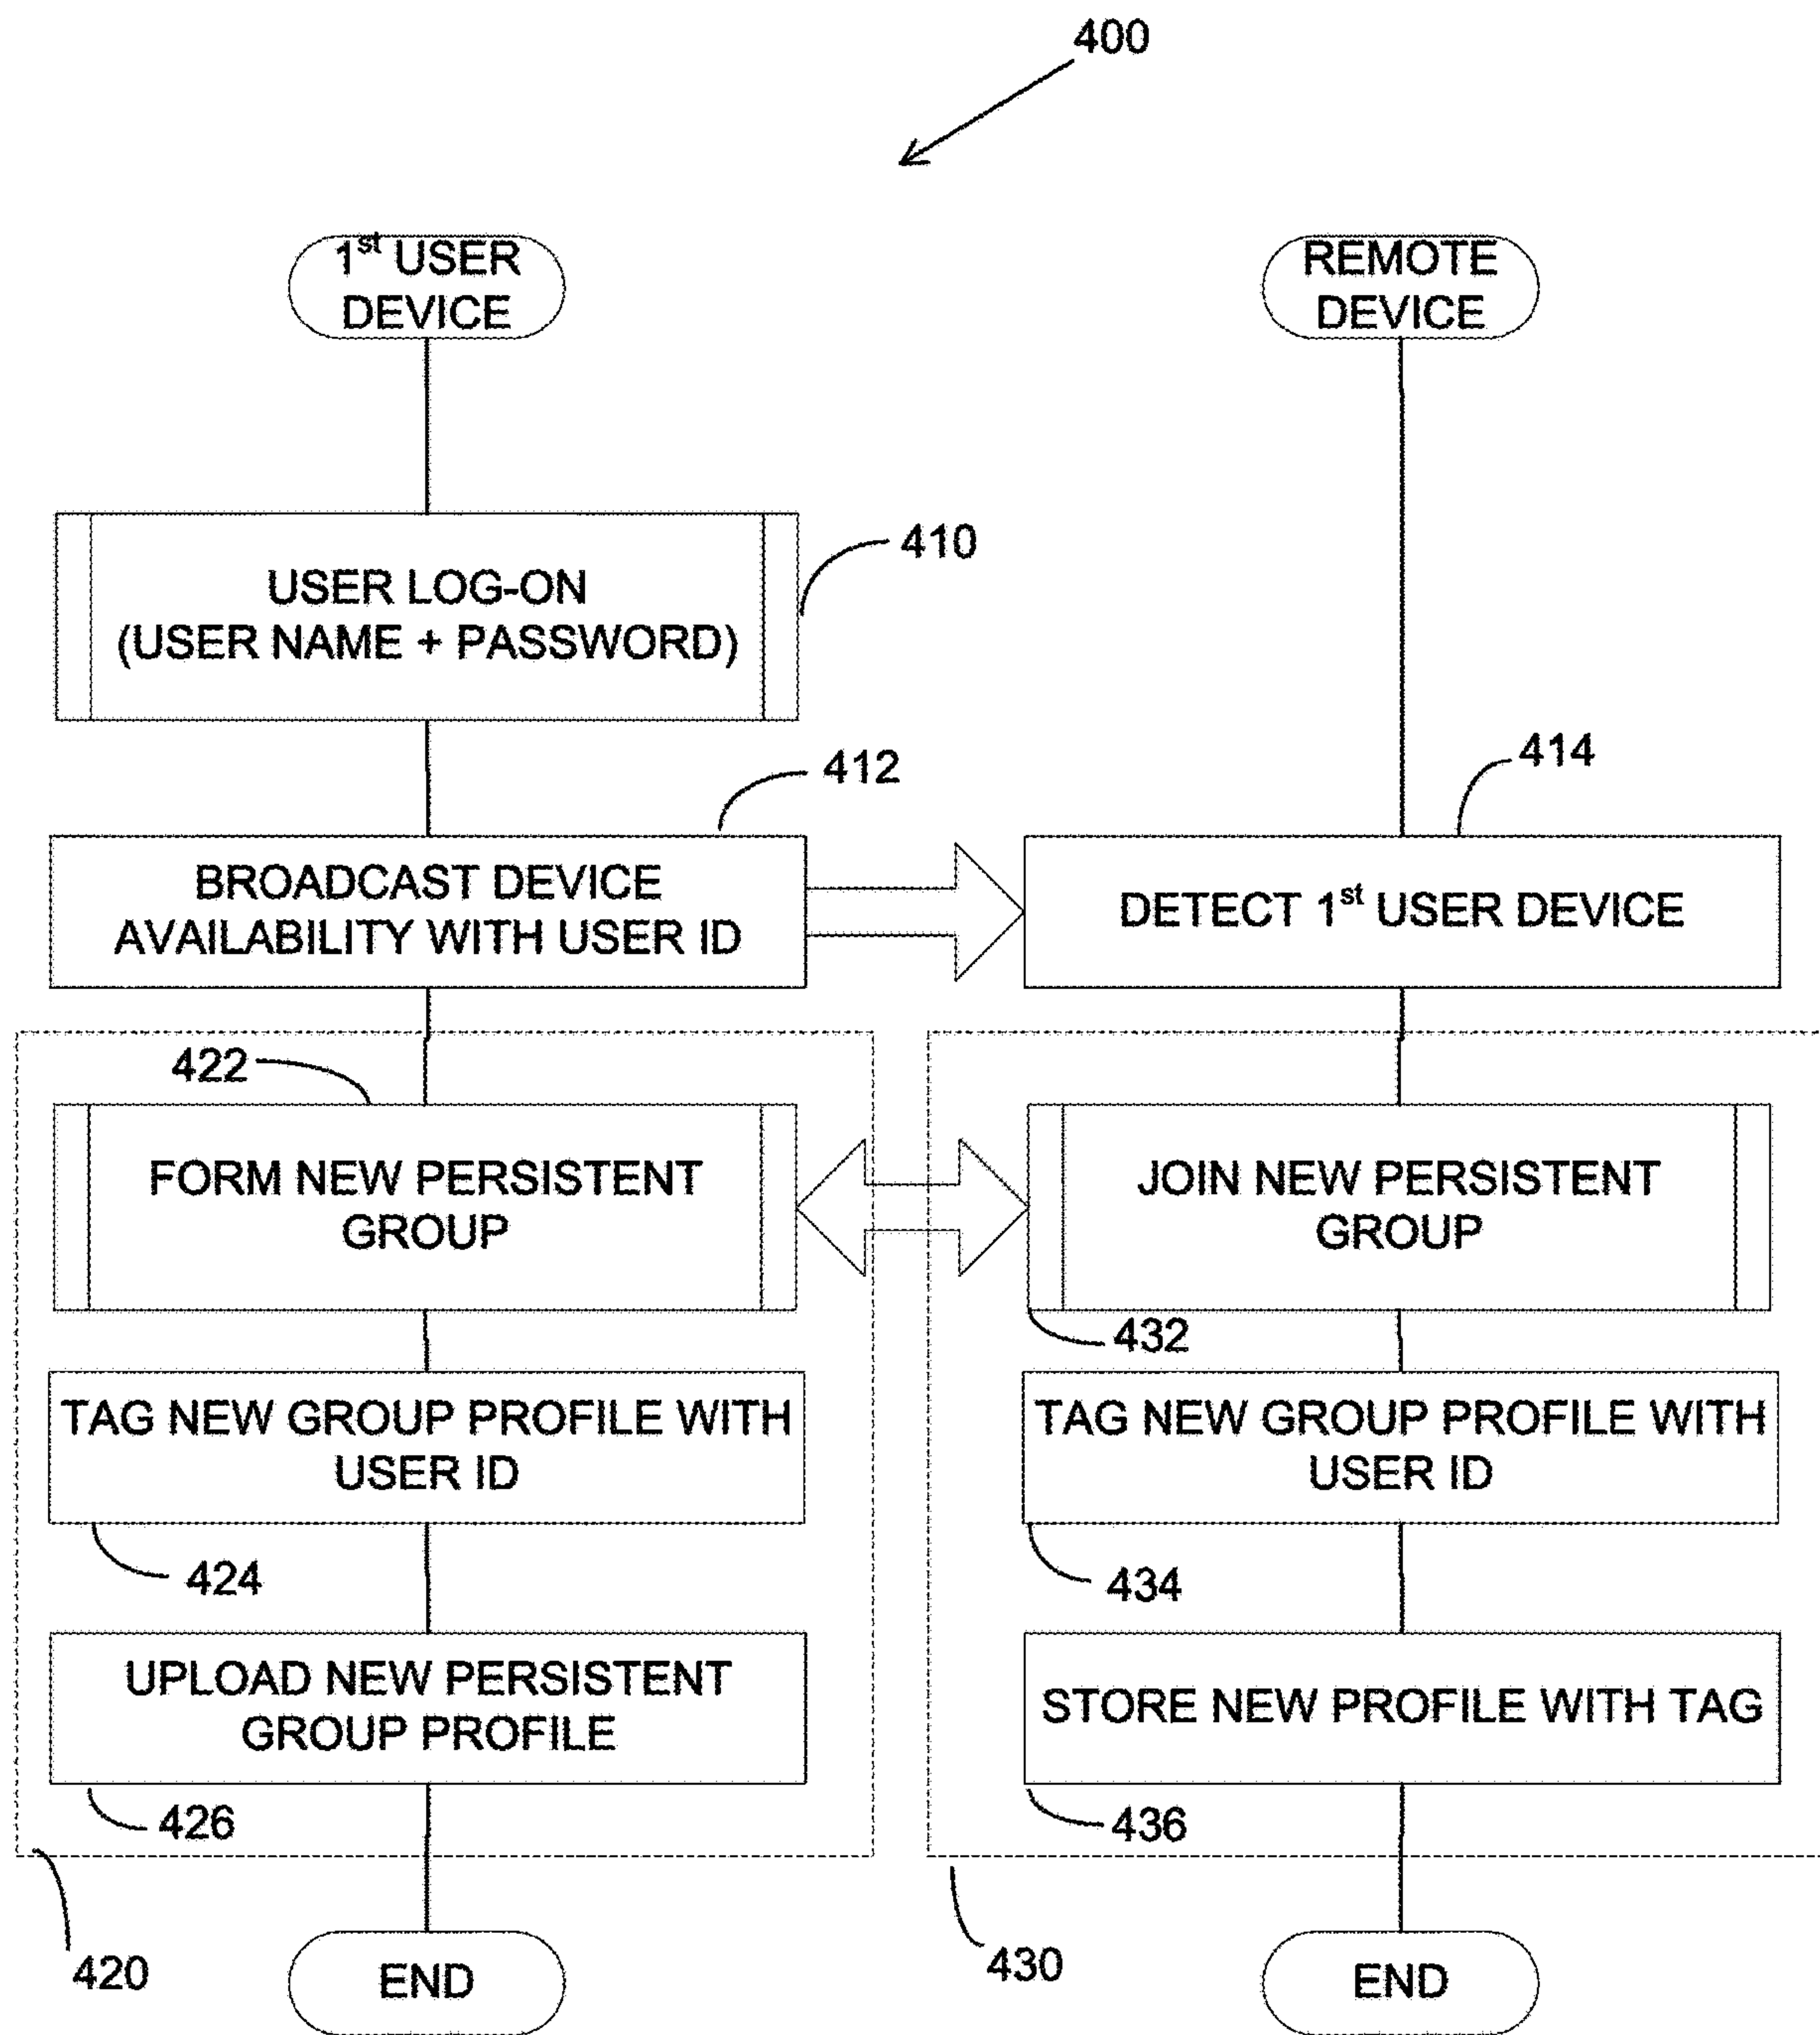 400
1st USER
DEVICE
REMOTE
DEVICE
USER LOG-ON
(USER NAME + PASSWORD)
410
412
414
BROADCAST DEVICE
AVAILABILITY WITH USER ID
DETECT 1st USER DEVICE
422
FORM NEW PERSISTENT
GROUP
JOIN NEW PERSISTENT
GROUP
432
TAG NEW GROUP PROFILE WITH
USER ID
TAG NEW GROUP PROFILE WITH
USER ID
424
434
UPLOAD NEW PERSISTENT
GROUP PROFILE
STORE NEW PROFILE WITH TAG
426
436
420
430
END
END